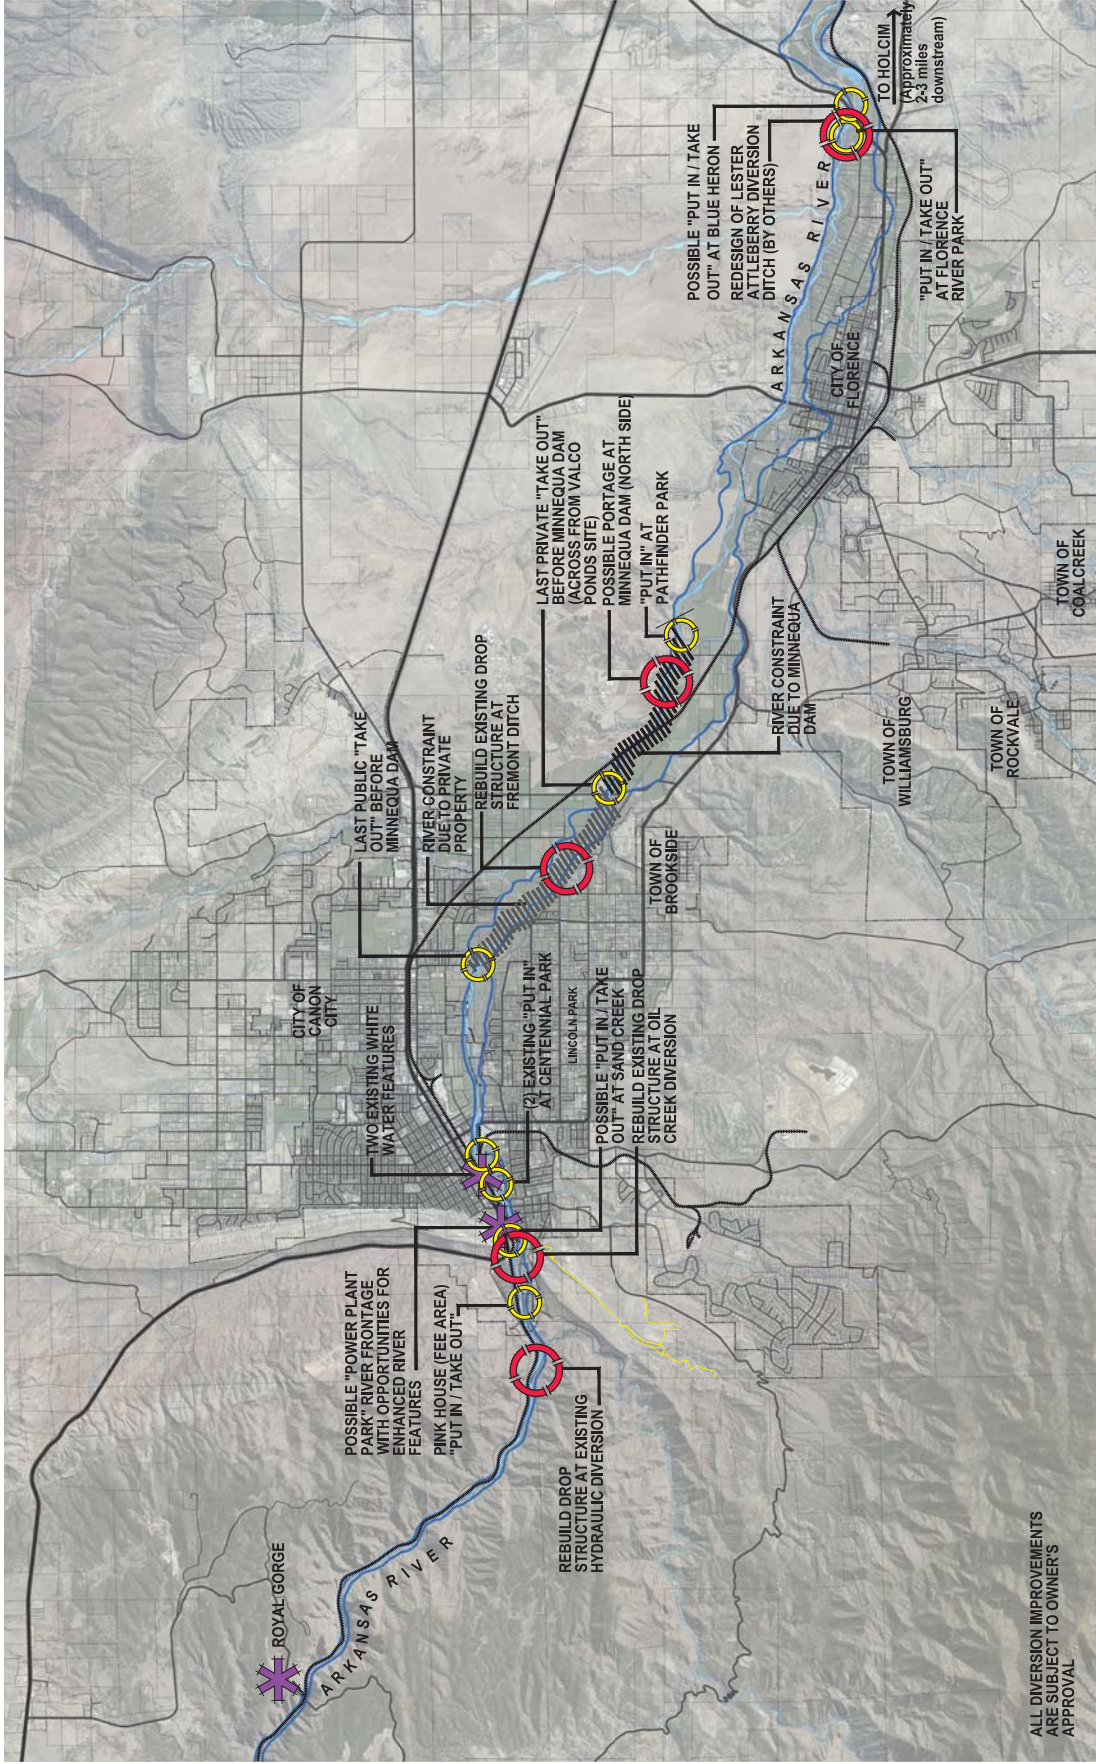 ROYAL GORGE
ARKANSAS RIVER
POSSIBLE "POWER PLANT
PARK" RIVER FRONTAGE
WITH OPPORTUNITIES FOR
ENHANCED RIVER
FEATURES
PINK HOUSE (FEE AREA)
"PUT IN / TAKE OUT"
REBUILD DROP
STRUCTURE AT EXISTING
HYDRAULIC DIVERSION
TWO EXISTING WHITE
WATER FEATURES
CITY OF
CANON
CITY
(2) EXISTING "PUT IN"
AT CENTENNIAL PARK
LINCOLN PARK
POSSIBLE "PUT IN / TAKE
OUT" AT SAND CREEK
REBUILD EXISTING DROP
STRUCTURE AT OIL
CREEK DIVERSION
LAST PUBLIC "TAKE
OUT" BEFORE
MINNEQUA DAM
RIVER CONSTRAINT
DUE TO PRIVATE
PROPERTY
REBUILD EXISTING DROP
STRUCTURE AT
FREMONT DITCH
TOWN OF
BROOKSIDE
LAST PRIVATE "TAKE OUT"
BEFORE MINNEQUA DAM
(ACROSS FROM VALCO
PONDS SITE)
POSSIBLE PORTAGE AT
MINNEQUA DAM (NORTH SIDE)
"PUT IN" AT
PATHFINDER PARK
RIVER CONSTRAINT
DUE TO MINNEQUA
DAM
TOWN OF
WILLIAMSBURG
TOWN OF
ROCKVALE
TOWN OF
COALCREEK
POSSIBLE "PUT IN / TAKE
OUT" AT BLUE HERON
REDESIGN OF LESTER
ATTLEBERRY DIVERSION
DITCH (BY OTHERS)
ARKANSAS RIVER
CITY OF
FLORENCE
"PUT IN / TAKE OUT"
AT FLORENCE
RIVER PARK
TO HOLCIM
(Approximately
2-3 miles
downstream)
ALL DIVERSION IMPROVEMENTS
ARE SUBJECT TO OWNER'S
APPROVAL